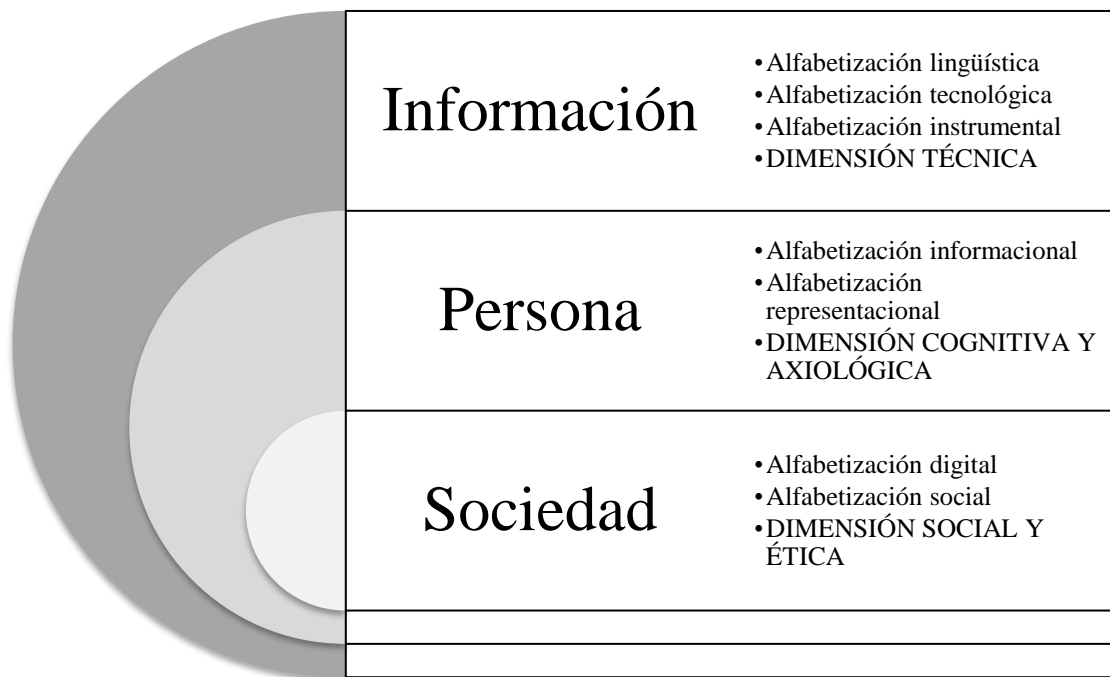 Información
•Alfabetización lingüística
•Alfabetización tecnológica
•Alfabetización instrumental
•DIMENSIÓN TÉCNICA
Persona
•Alfabetización informacional
•Alfabetización
representacional
•DIMENSIÓN COGNITIVA Y
AXIOLÓGICA
Sociedad
•Alfabetización digital
•Alfabetización social
•DIMENSIÓN SOCIAL Y
ÉTICA